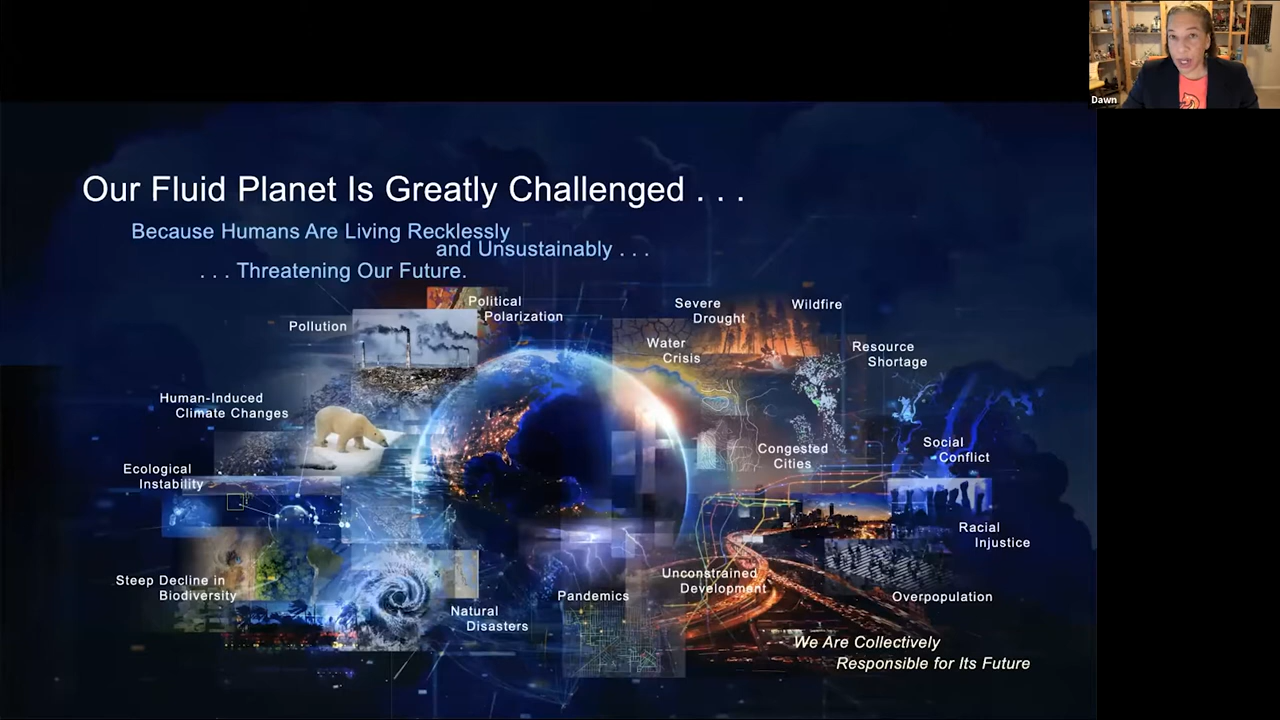 Dawn
Our Fluid Planet Is Greatly Challenged . . .
Because Humans Are Living Recklessly
and Unsustainably . . .
. . . Threatening Our Future.
Political
Polarization
Pollution
Severe
Drought
Wildfire
Water
Crisis
Resource
Shortage
Human-Induced
Climate Changes
Congested
Cities
Social
Conflict
Ecological
Instability
Racial
Injustice
Steep Decline in
Biodiversity
Natural
Disasters
Pandemics
Unconstrained
Development
Overpopulation
We Are Collectively
Responsible for Its Future